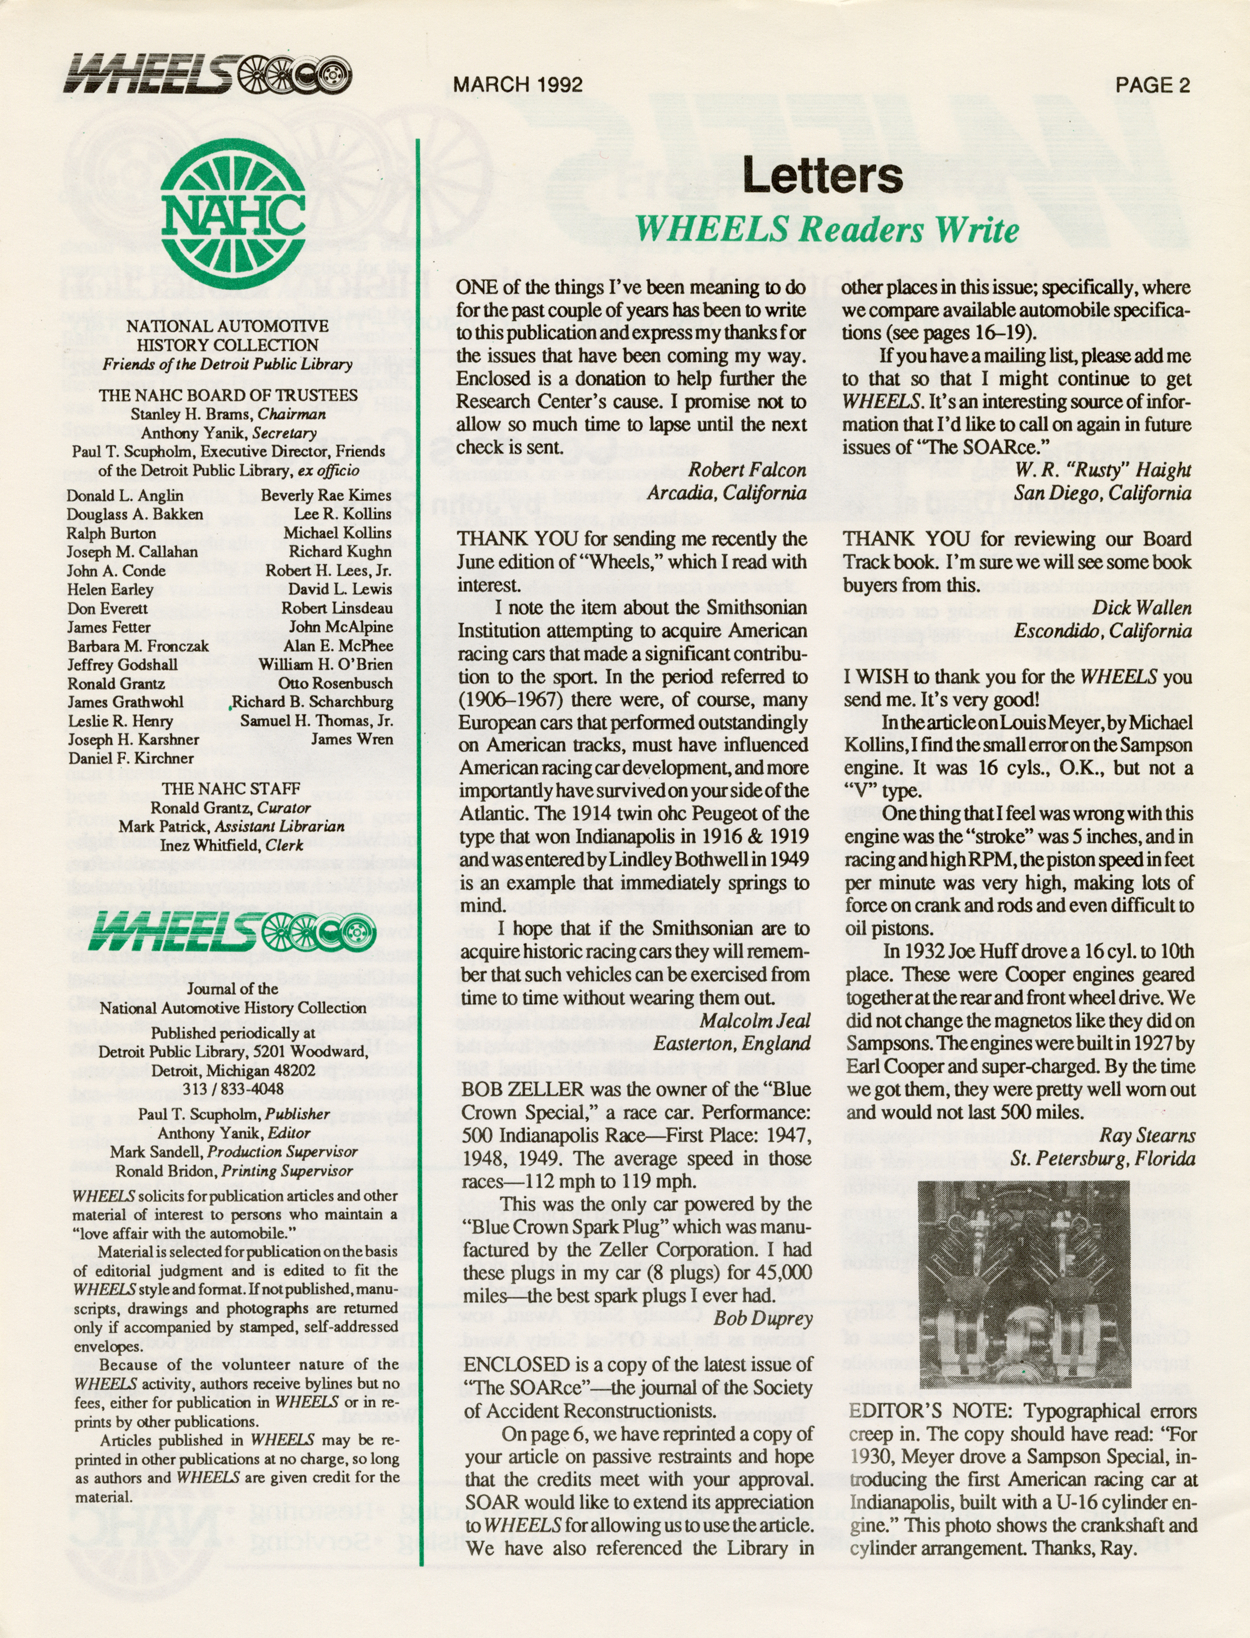 WHEELS
MARCH 1992
PAGE 2
NAHC
NATIONAL AUTOMOTIVE
HISTORY COLLECTION
Friends of the Detroit Public Library
THE NAHC BOARD OF TRUSTEES
Stanley H. Brams, Chairman
Anthony Yanik, Secretary
Paul T. Scupholm, Executive Director, Friends
of the Detroit Public Library, ex officio
Donald L. Anglin
Douglass A. Bakken
Ralph Burton
Joseph M. Callahan
John A. Conde
Helen Earley
Don Everett
James Fetter
Barbara M. Fronczak
Jeffrey Godshall
Ronald Grantz
James Grathwohl
Leslie R. Henry
Joseph H. Karshner
Daniel F. Kirchner
Beverly Rae Kimes
Lee R. Kollins
Michael Kollins
Richard Kughn
Robert H. Lees, Jr.
David L. Lewis
Robert Linsdeau
John McAlpine
Alan E. McPhee
William H. O'Brien
Otto Rosenbusch
Richard B. Scharchburg
Samuel H. Thomas, Jr.
James Wren
THE NAHC STAFF
Ronald Grantz, Curator
Mark Patrick, Assistant Librarian
Inez Whitfield, Clerk
WHEELS
Journal of the
National Automotive History Collection
Published periodically at
Detroit Public Library, 5201 Woodward,
Detroit, Michigan 48202
313 / 833-4048
Paul T. Scupholm, Publisher
Anthony Yanik, Editor
Mark Sandell, Production Supervisor
Ronald Bridon, Printing Supervisor
WHEELS solicits for publication articles and other
material of interest to persons who maintain a
"love affair with the automobile."
Material is selected for publication on the basis
of editorial judgment and is edited to fit the
WHEELS style and format. If not published, manu-
scripts, drawings and photographs are returned
only if accompanied by stamped, self-addressed
envelopes.
Because of the volunteer nature of the
WHEELS activity, authors receive bylines but no
fees, either for publication in WHEELS or in re-
prints by other publications.
Articles published in WHEELS may be re-
printed in other publications at no charge, so long
as authors and WHEELS are given credit for the
material.
Letters
WHEELS Readers Write
ONE of the things I've been meaning to do
for the past couple of years has been to write
to this publication and express my thanks for
the issues that have been coming my way.
Enclosed is a donation to help further the
Research Center's cause. I promise not to
allow so much time to lapse until the next
check is sent.
Robert Falcon
Arcadia, California
THANK YOU for sending me recently the
June edition of "Wheels," which I read with
interest.
I note the item about the Smithsonian
Institution attempting to acquire American
racing cars that made a significant contribu-
tion to the sport. In the period referred to
(1906–1967) there were, of course, many
European cars that performed outstandingly
on American tracks, must have influenced
American racing car development, and more
importantly have survived on your side of the
Atlantic. The 1914 twin ohc Peugeot of the
type that won Indianapolis in 1916 & 1919
and was entered by Lindley Bothwell in 1949
is an example that immediately springs to
mind.
I hope that if the Smithsonian are to
acquire historic racing cars they will remem-
ber that such vehicles can be exercised from
time to time without wearing them out.
Malcolm Jeal
Easterton, England
BOB ZELLER was the owner of the "Blue
Crown Special," a race car. Performance:
500 Indianapolis Race—First Place: 1947,
1948, 1949. The average speed in those
races—112 mph to 119 mph.
This was the only car powered by the
"Blue Crown Spark Plug" which was manu-
factured by the Zeller Corporation. I had
these plugs in my car (8 plugs) for 45,000
miles—the best spark plugs I ever had.
Bob Duprey
ENCLOSED is a copy of the latest issue of
"The SOARce"—the journal of the Society
of Accident Reconstructionists.
On page 6, we have reprinted a copy of
your article on passive restraints and hope
that the credits meet with your approval.
SOAR would like to extend its appreciation
to WHEELS for allowing us to use the article.
We have also referenced the Library in
other places in this issue; specifically, where
we compare available automobile specifica-
tions (see pages 16–19).
If you have a mailing list, please add me
to that so that I might continue to get
WHEELS. It's an interesting source of infor-
mation that I'd like to call on again in future
issues of "The SOARce."
W. R. "Rusty" Haight
San Diego, California
THANK YOU for reviewing our Board
Track book. I'm sure we will see some book
buyers from this.
Dick Wallen
Escondido, California
I WISH to thank you for the WHEELS you
send me. It's very good!
In the article on Louis Meyer, by Michael
Kollins, I find the small error on the Sampson
engine. It was 16 cyls., O.K., but not a
"V" type.
One thing that I feel was wrong with this
engine was the "stroke" was 5 inches, and in
racing and high RPM, the piston speed in feet
per minute was very high, making lots of
force on crank and rods and even difficult to
oil pistons.
In 1932 Joe Huff drove a 16 cyl. to 10th
place. These were Cooper engines geared
together at the rear and front wheel drive. We
did not change the magnetos like they did on
Sampsons. The engines were built in 1927 by
Earl Cooper and super-charged. By the time
we got them, they were pretty well worn out
and would not last 500 miles.
Ray Stearns
St. Petersburg, Florida
EDITOR'S NOTE: Typographical errors
creep in. The copy should have read: "For
1930, Meyer drove a Sampson Special, in-
troducing the first American racing car at
Indianapolis, built with a U-16 cylinder en-
gine." This photo shows the crankshaft and
cylinder arrangement. Thanks, Ray.